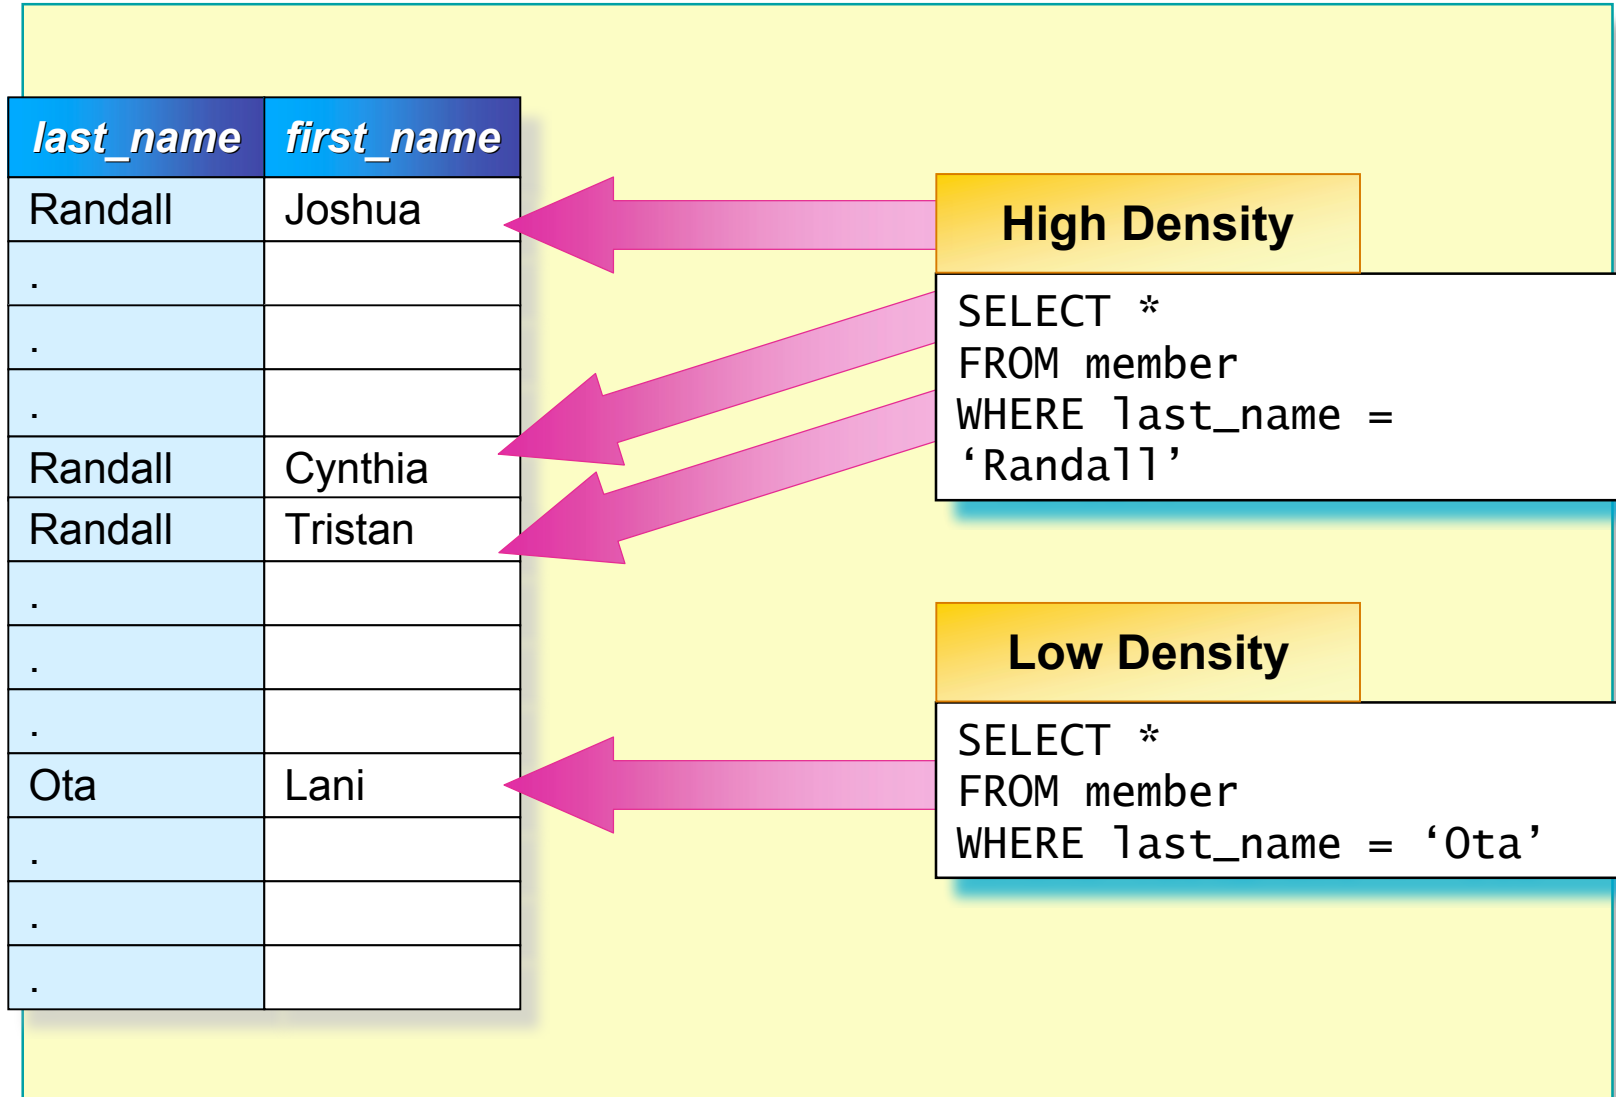 last_name first_name
Randall Joshua
.
.
.
Randall Cynthia
Randall Tristan
.
.
.
Ota Lani
.
.
.
High Density
SELECT *
FROM member
WHERE last_name =
‘Randall’
Low Density
SELECT *
FROM member
WHERE last_name = ‘Ota’